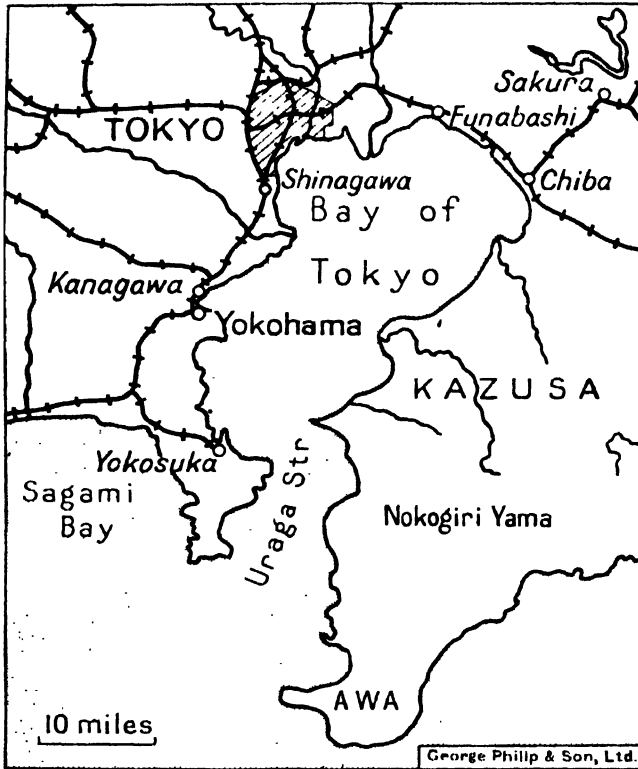 Sakura
TOKYO
Funabashi
Shinagawa
Chiba
Bay of
Tokyo
Kanagawa
Yokohama
KAZUSA
Yokosuka
Sagami
Bay
Uraga Str
Nokogiri Yama
AWA
10 miles
George Philip & Son, Ltd.